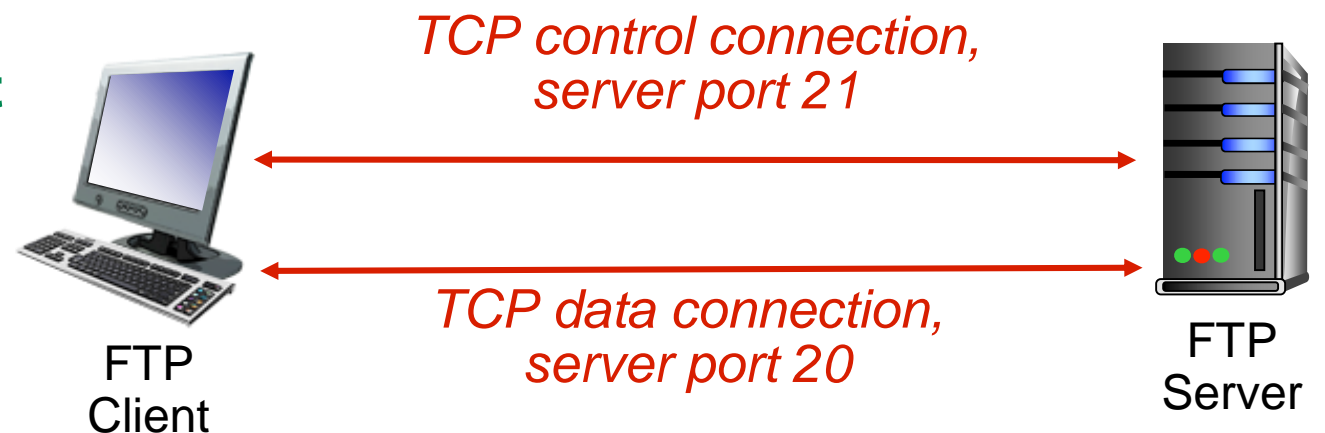 TCP control connection,
server port 21
TCP data connection,
server port 20
FTP
Client
FTP
Server